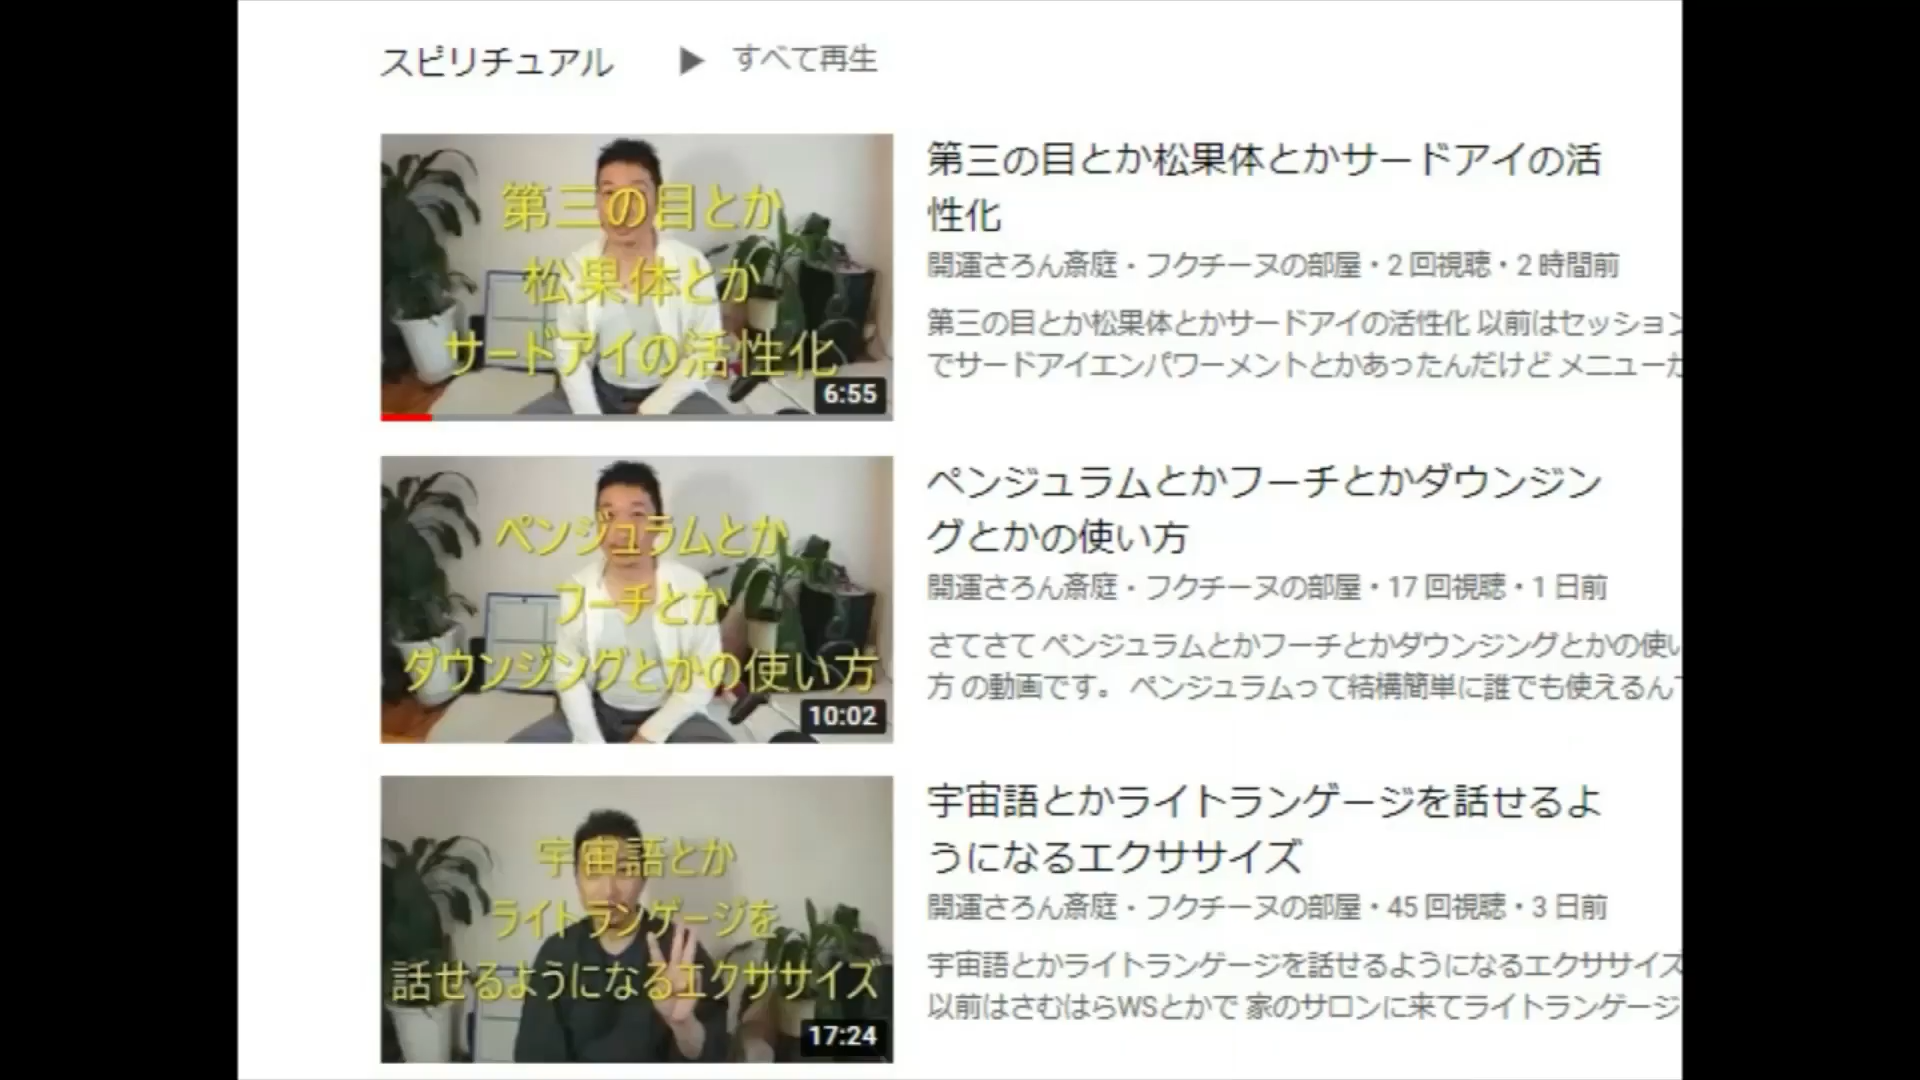 スピリチュアル
すべて再生
第三の目とか
松果体とか
サードアイの活性化
6:55
第三の目とか松果体とかサードアイの活
性化
開運さろん斎庭・フクチーヌの部屋・2 回視聴・2 時間前
第三の目とか松果体とかサードアイの活性化 以前はセッション
でサードアイエンパワーメントとかあったんだけど メニューか
ペンジュラムとか
フーチとか
ダウンジングとかの使い方
10:02
ペンジュラムとかフーチとかダウンジン
グとかの使い方
開運さろん斎庭・フクチーヌの部屋・17 回視聴・1 日前
さてさて ペンジュラムとかフーチとかダウンジングとかの使い
方 の動画です。 ペンジュラムって結構簡単に誰でも使えるん
宇宙語とか
ライトランゲージを
話せるようになるエクササイズ
17:24
宇宙語とかライトランゲージを話せるよ
うになるエクササイズ
開運さろん斎庭・フクチーヌの部屋・45 回視聴・3 日前
宇宙語とかライトランゲージを話せるようになるエクササイズ
以前はさむはらWSとかで 家のサロンに来てライトランゲージ